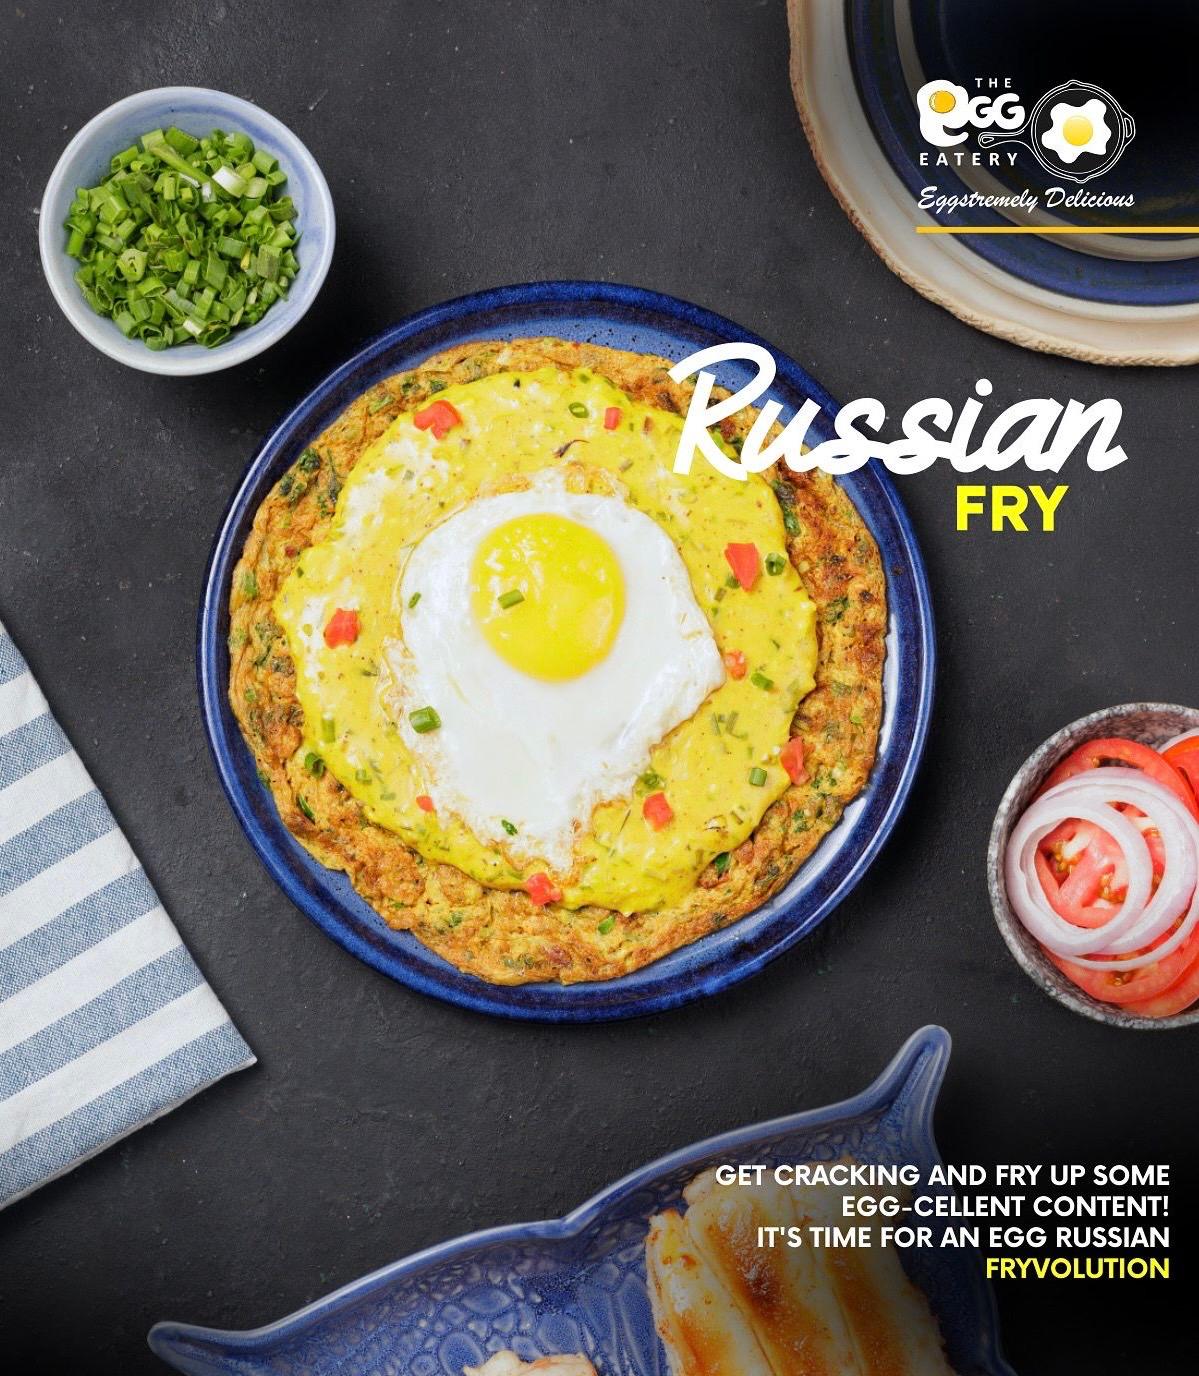 THE
eGG
EATERY
Eggstremely Delicious
Russian
FRY
GET CRACKING AND FRY UP SOME
EGG-CELLENT CONTENT!
IT'S TIME FOR AN EGG RUSSIAN
FRYVOLUTION